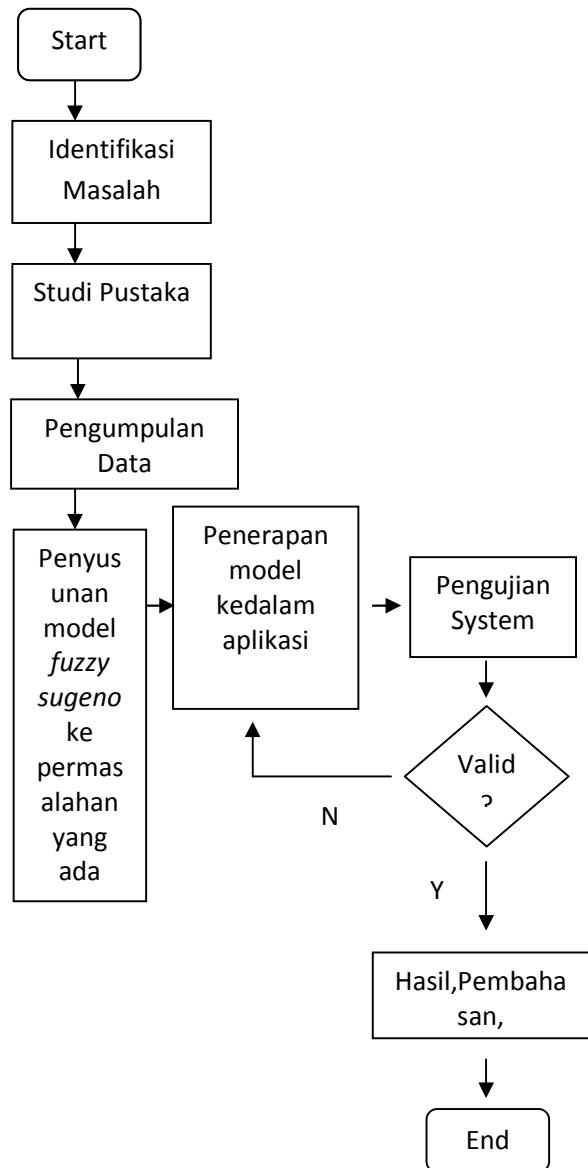 Start
Identifikasi
Masalah
Studi Pustaka
Pengumpulan
Data
Penyus
unan
model
fuzzy
sugeno
ke
permas
alahan
yang
ada
Penerapan
model
kedalam
aplikasi
Pengujian
System
Valid
?
N
Y
Hasil,Pembaha
san,
End